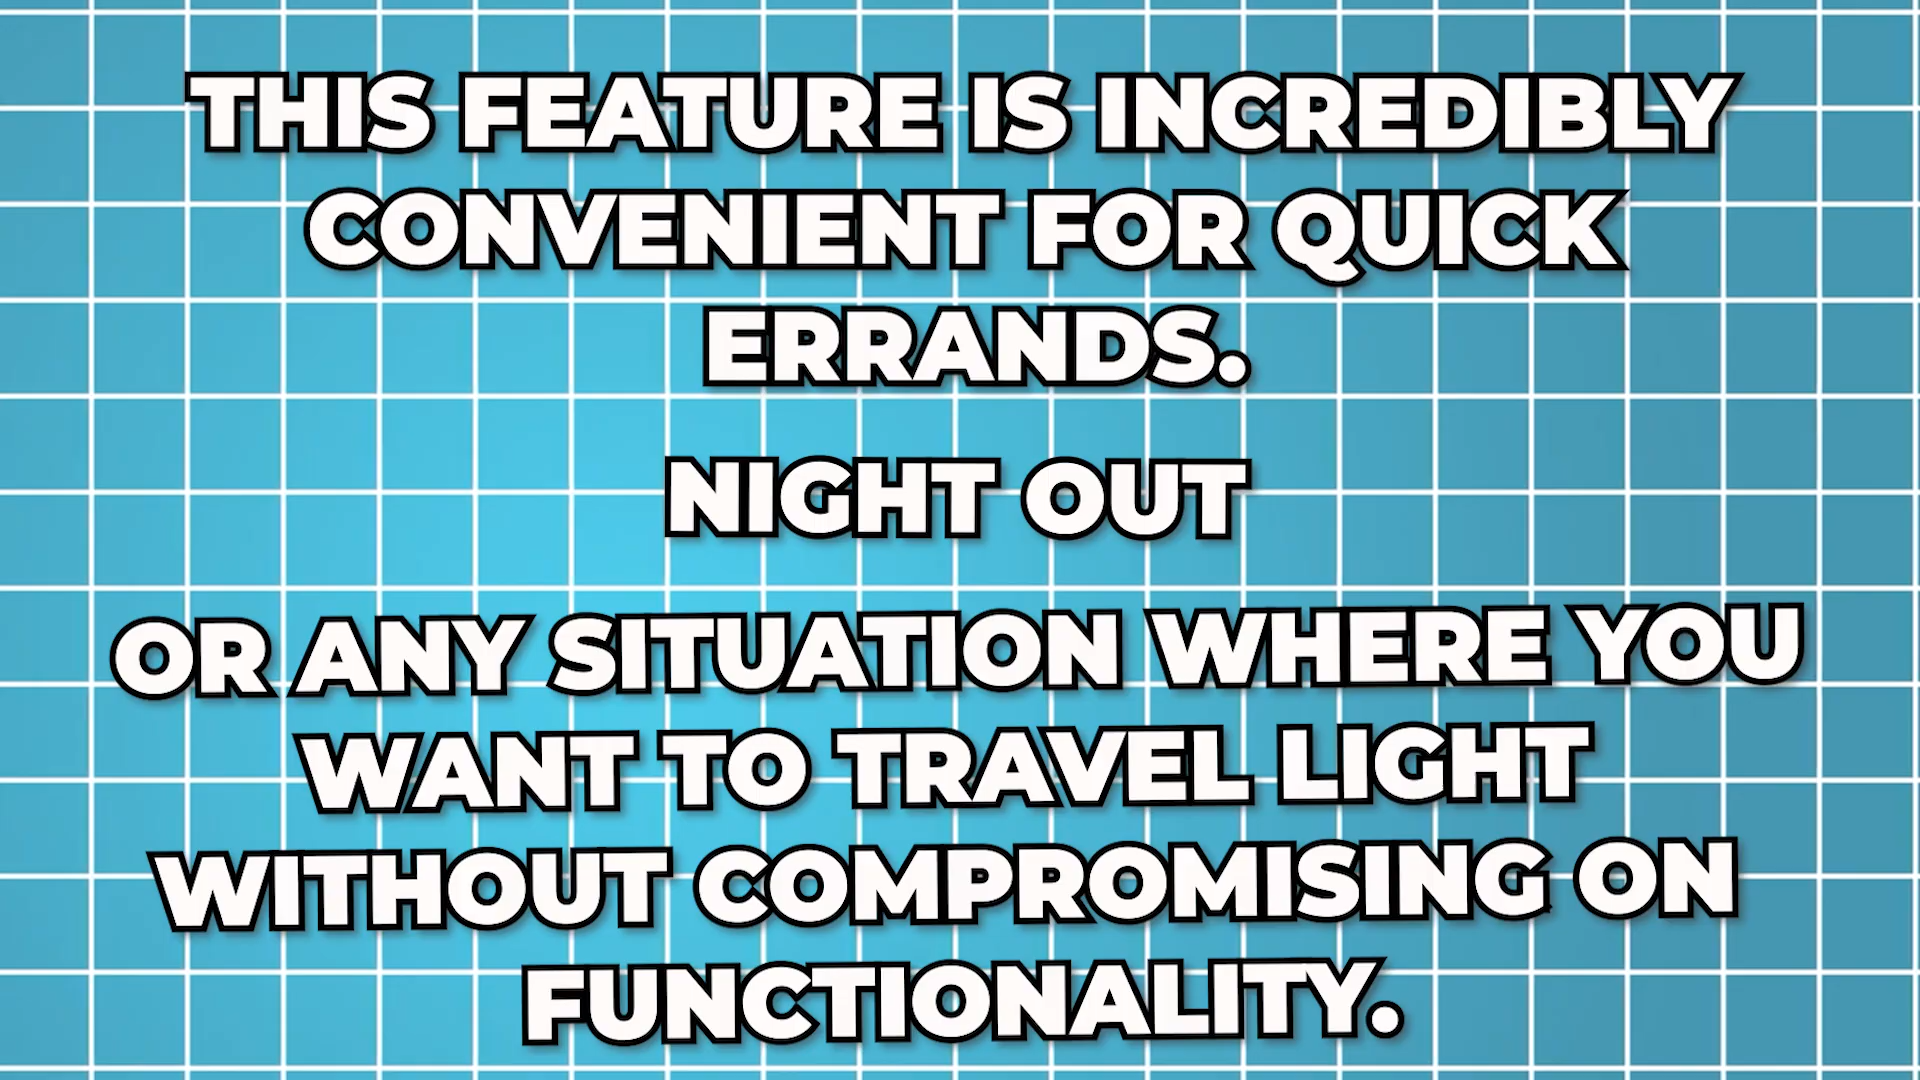 THIS FEATURE IS INCREDIBLY
CONVENIENT FOR QUICK
ERRANDS.
NIGHT OUT
OR ANY SITUATION WHERE YOU
WANT TO TRAVEL LIGHT
WITHOUT COMPROMISING ON
FUNCTIONALITY.